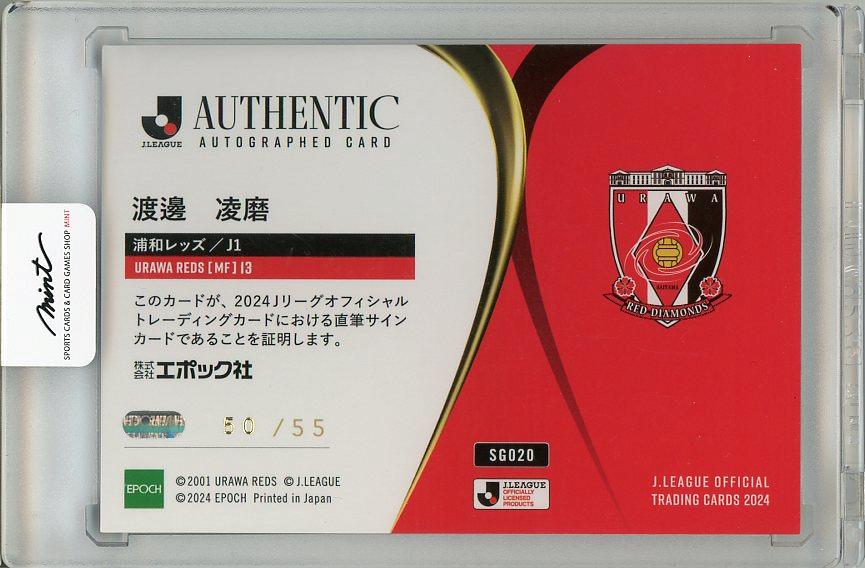 J.LEAGUE
AUTHENTIC
AUTOGRAPHED CARD
渡邊 凌磨
浦和レッズ／J1
URAWA REDS [MF] 13
このカードが、2024Jリーグオフィシャル
トレーディングカードにおける直筆サイン
カードであることを証明します。
株式会社エポック社
50 /55
EPOCH
©2001 URAWA REDS ©J.LEAGUE
©2024 EPOCH Printed in Japan
mint
SPORTS CARDS & CARD GAMES SHOP MINT
URAWA
SAITAMA
RED DIAMONDS
SG020
J.LEAGUE
OFFICIALLY
LICENSED
PRODUCTS
J.LEAGUE OFFICIAL
TRADING CARDS 2024